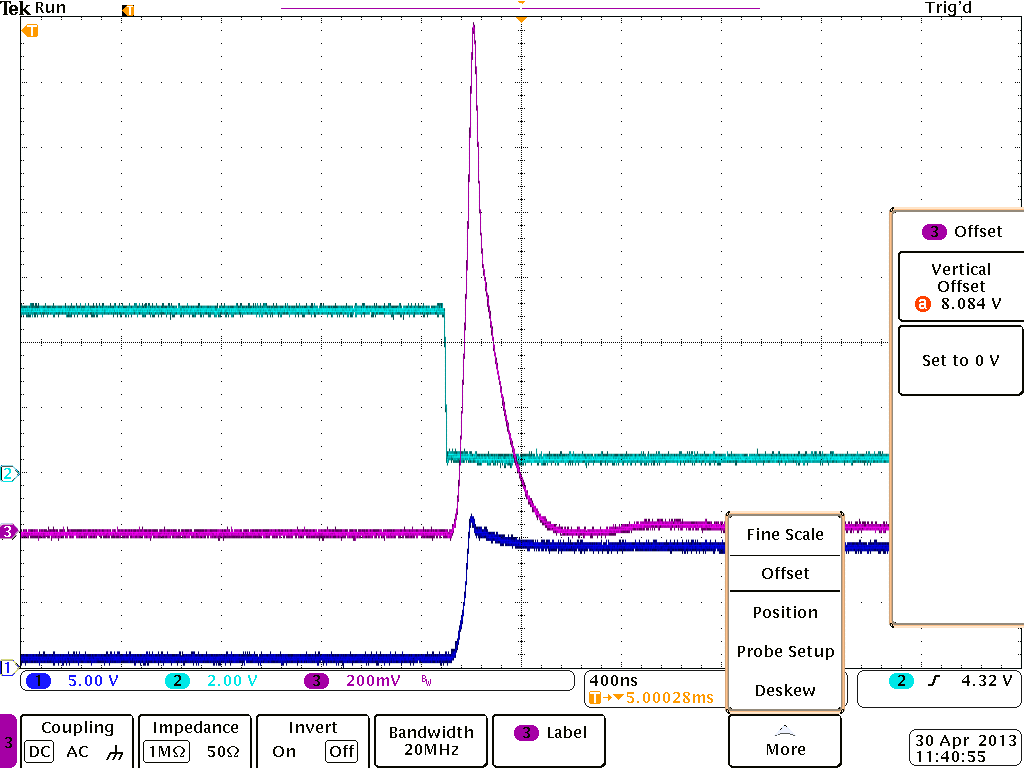 Tek Run Trig'd
T
T
3 Offset
Vertical
Offset
a 8.084 V
Set to 0 V
2
3
1
Fine Scale
Offset
Position
Probe Setup
Deskew
1 5.00 V 2 2.00 V 3 200mV BW
400ns
T→▼5.00028ms
2 4.32 V
3
Coupling
DC AC
Impedance
1MΩ 50Ω
Invert
On Off
Bandwidth
20MHz
3 Label
More
30 Apr 2013
11:40:55